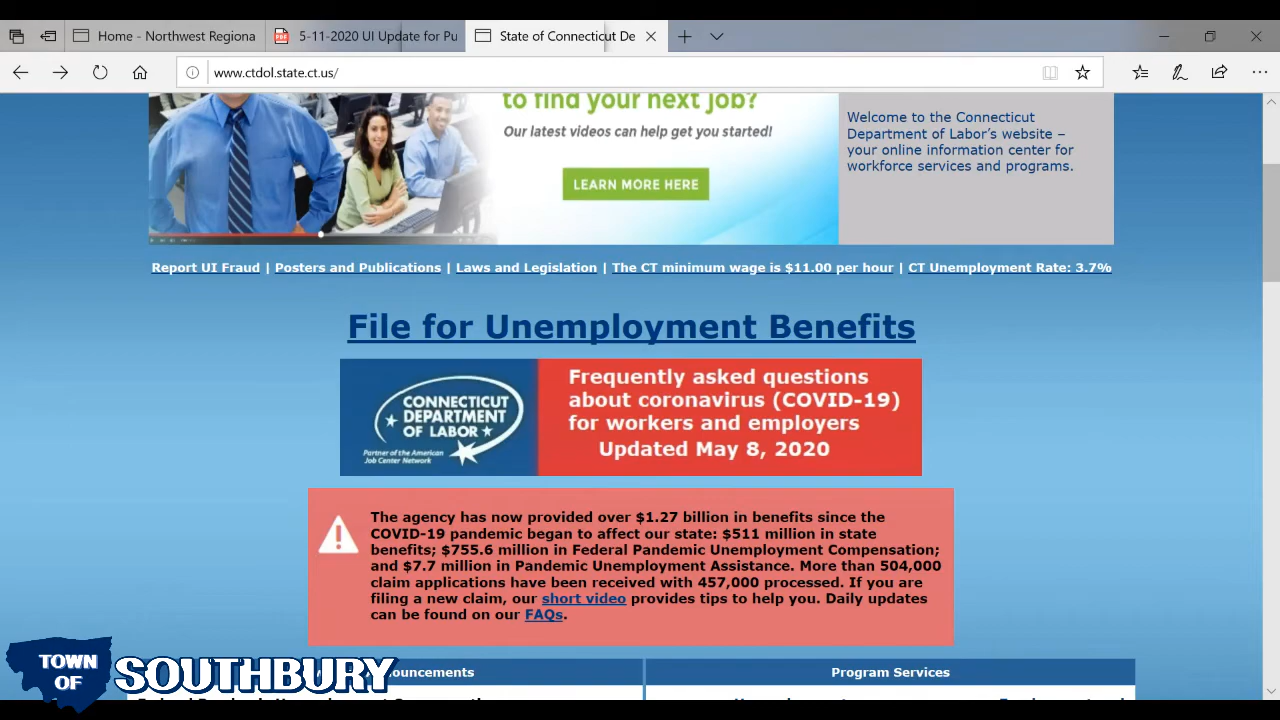 Home - Northwest Regiona
5-11-2020 UI Update for Pu
State of Connecticut De
www.ctdol.state.ct.us/
to find your next job?
Our latest videos can help get you started!
LEARN MORE HERE
Welcome to the Connecticut
Department of Labor’s website –
your online information center for
workforce services and programs.
Report UI Fraud | Posters and Publications | Laws and Legislation | The CT minimum wage is $11.00 per hour | CT Unemployment Rate: 3.7%
File for Unemployment Benefits
CONNECTICUT
DEPARTMENT
OF LABOR
Partner of the American
Job Center Network
Frequently asked questions
about coronavirus (COVID-19)
for workers and employers
Updated May 8, 2020
The agency has now provided over $1.27 billion in benefits since the
COVID-19 pandemic began to affect our state: $511 million in state
benefits; $755.6 million in Federal Pandemic Unemployment Compensation;
and $7.7 million in Pandemic Unemployment Assistance. More than 504,000
claim applications have been received with 457,000 processed. If you are
filing a new claim, our short video provides tips to help you. Daily updates
can be found on our FAQs.
Program Services
TOWN
OF
SOUTHBURY